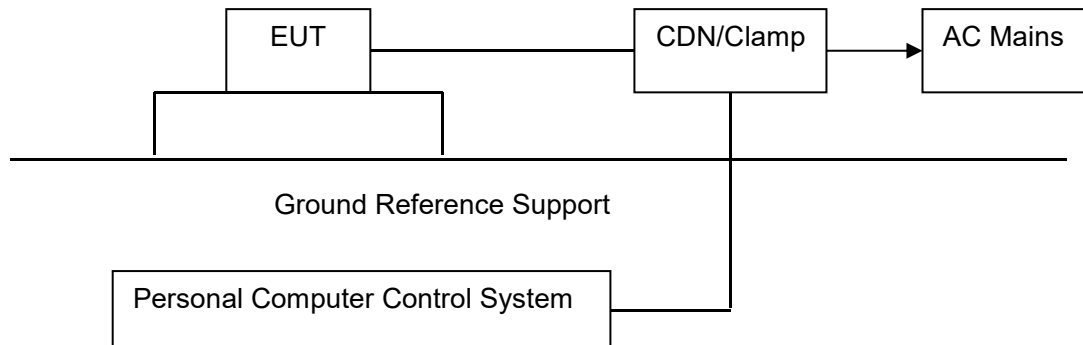 EUT
CDN/Clamp
AC Mains
Ground Reference Support
Personal Computer Control System